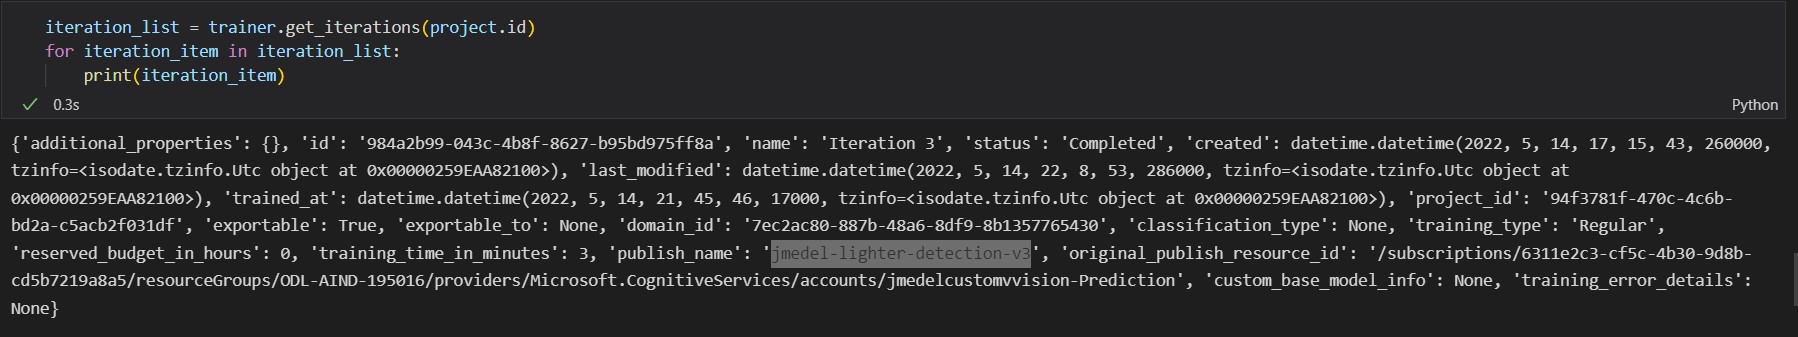 iteration_list = trainer.get_iterations(project.id)
for iteration_item in iteration_list:
    print(iteration_item)
0.3s
Python
{'additional_properties': {}, 'id': '984a2b99-043c-4b8f-8627-b95bd975ff8a', 'name': 'Iteration 3', 'status': 'Completed', 'created': datetime.datetime(2022, 5, 14, 17, 15, 43, 260000,
tzinfo=<isodate.tzinfo.Utc object at 0x00000259EAA82100>), 'last_modified': datetime.datetime(2022, 5, 14, 22, 8, 53, 286000, tzinfo=<isodate.tzinfo.Utc object at
0x00000259EAA82100>), 'trained_at': datetime.datetime(2022, 5, 14, 21, 45, 46, 17000, tzinfo=<isodate.tzinfo.Utc object at 0x00000259EAA82100>), 'project_id': '94f3781f-470c-4c6b-
bd2a-c5acb2f031df', 'exportable': True, 'exportable_to': None, 'domain_id': '7ec2ac80-887b-48a6-8df9-8b1357765430', 'classification_type': None, 'training_type': 'Regular',
'reserved_budget_in_hours': 0, 'training_time_in_minutes': 3, 'publish_name': 'jmedel-lighter-detection-v3', 'original_publish_resource_id': '/subscriptions/6311e2c3-cf5c-4b30-9d8b-
cd5b7219a8a5/resourceGroups/ODL-AIND-195016/providers/Microsoft.CognitiveServices/accounts/jmedelcustomvvision-Prediction', 'custom_base_model_info': None, 'training_error_details':
None}